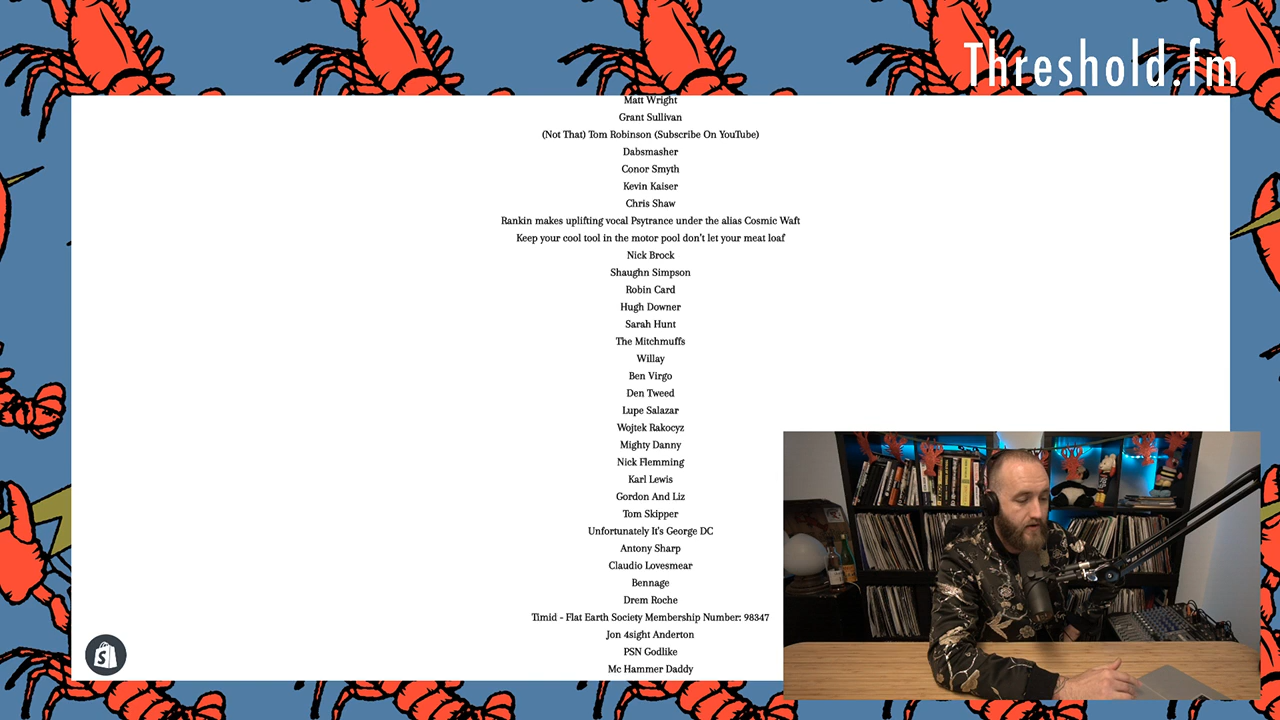 Threshold.fm
Matt Wright
Grant Sullivan
(Not That) Tom Robinson (Subscribe On YouTube)
Dabsmasher
Conor Smyth
Kevin Kaiser
Chris Shaw
Rankin makes uplifting vocal Psytrance under the alias Cosmic Waft
Keep your cool tool in the motor pool don't let your meat loaf
Nick Brock
Shaughn Simpson
Robin Card
Hugh Downer
Sarah Hunt
The Mitchmuffs
Willay
Ben Virgo
Den Tweed
Lupe Salazar
Wojtek Rakocyz
Mighty Danny
Nick Flemming
Karl Lewis
Gordon And Liz
Tom Skipper
Unfortunately It's George DC
Antony Sharp
Claudio Lovesmear
Bennage
Drem Roche
Timid - Flat Earth Society Membership Number: 98347
Jon 4sight Anderton
PSN Godlike
Mc Hammer Daddy
S